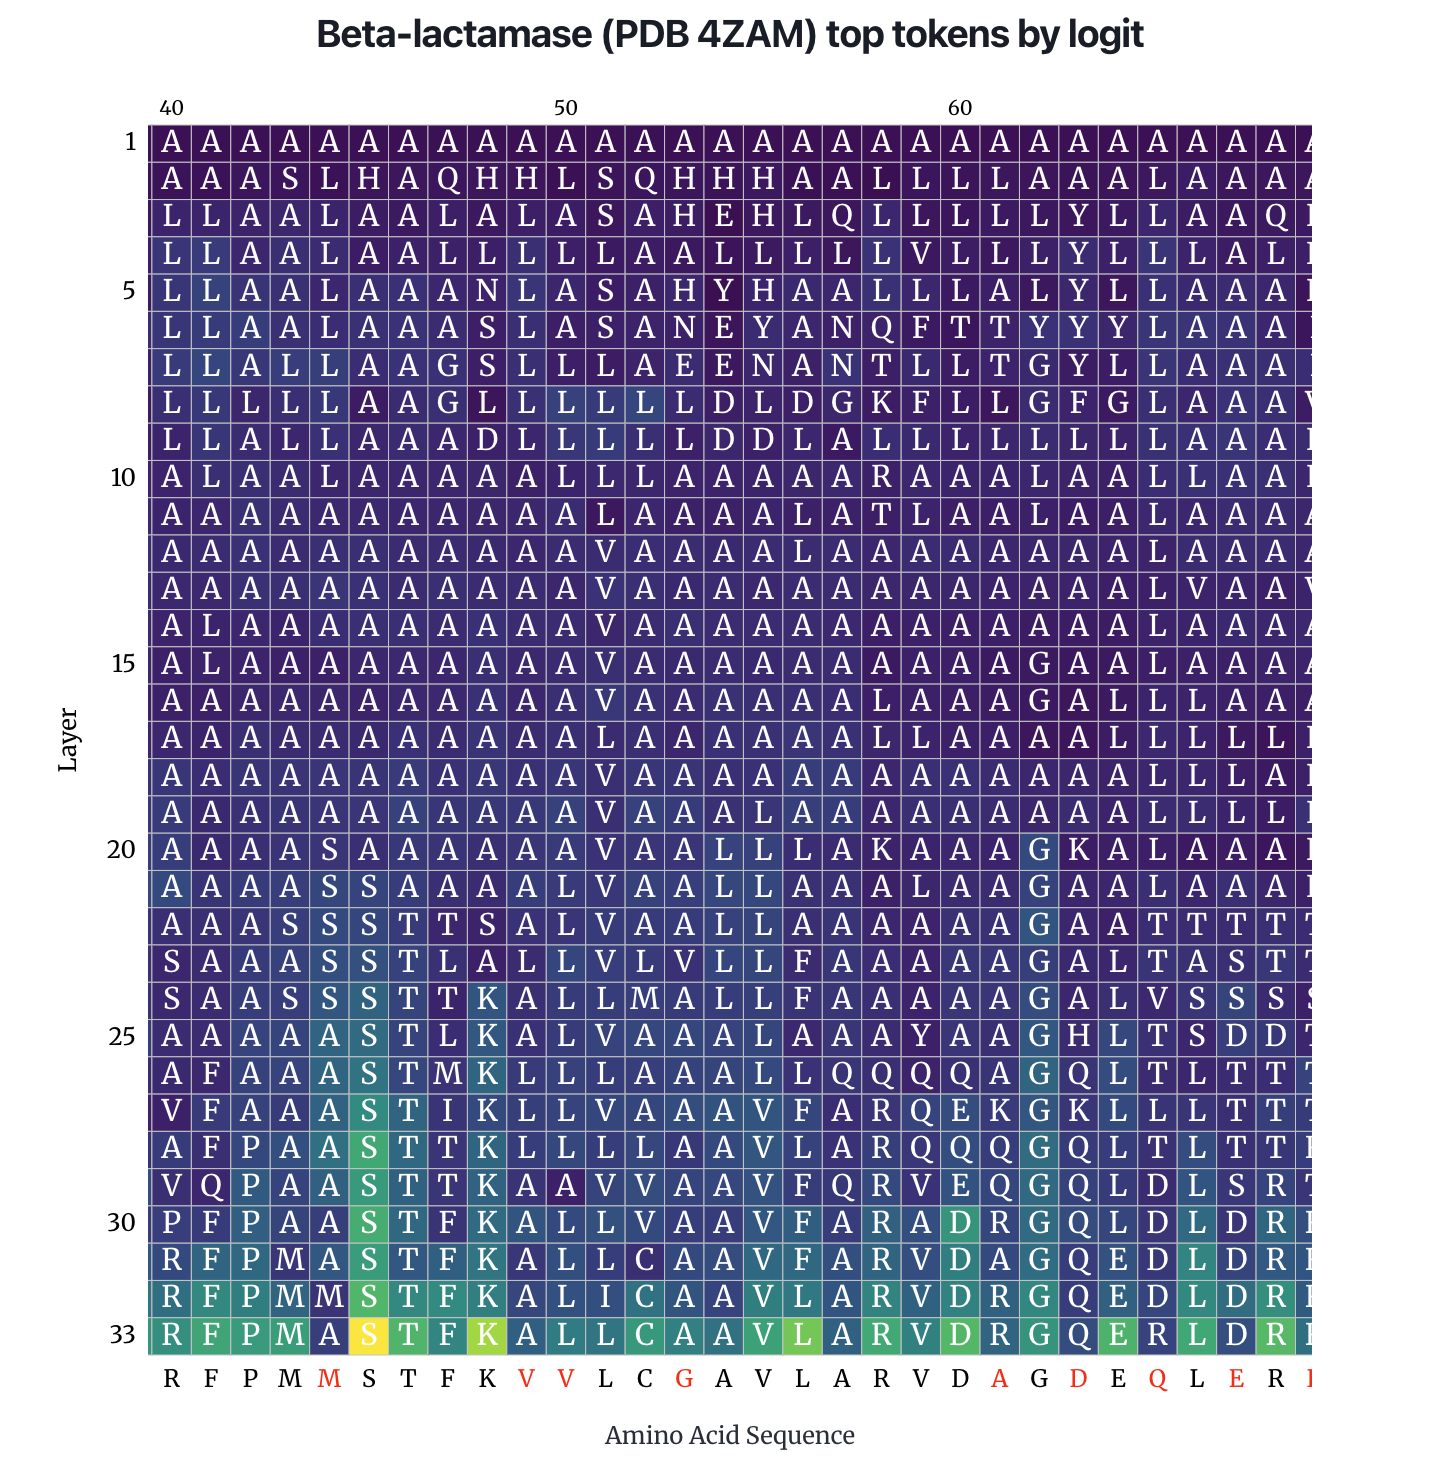 Beta-lactamase (PDB 4ZAM) top tokens by logit
40 50 60
1 A A A A A A A A A A A A A A A A A A A A A A A A A A A A A
A A A S L H A Q H H L S Q H H H A A L L L L A A A L A A A
L L A A L A A L A L A S A H E H L Q L L L L L Y L L A A Q
L L A A L A A L L L L L A A L L L L L V L L L Y L L L A L
5 L L A A L A A A N L A S A H Y H A A L L L A L Y L L A A A
L L A A L A A A S L A S A N E Y A N Q F T T Y Y Y L A A A
L L A L L A A G S L L L A E E N A N T L L T G Y L L A A A
L L L L L A A G L L L L L L D L D G K F L L G F G L A A A
L L A L L A A A D L L L L L D D L A L L L L L L L L A A A
10 A L A A L A A A A A L L L A A A A A R A A A L A A L L A A
A A A A A A A A A A A L A A A A L A T L A A L A A L A A A
A A A A A A A A A A A V A A A A L A A A A A A A A L A A A
A A A A A A A A A A A V A A A A A A A A A A A A A L V A A
A L A A A A A A A A A V A A A A A A A A A A A A A L A A A
15 A L A A A A A A A A A V A A A A A A A A A A G A A L A A A
A A A A A A A A A A A V A A A A A A L A A A G A L L L A A
Layer
A A A A A A A A A A A L A A A A A A L L A A A A L L L L L
A A A A A A A A A A A V A A A A A A A A A A A A A L L L A
A A A A A A A A A A A V A A A L A A A A A A A A A L L L L
20 A A A A S A A A A A A V A A L L L A K A A A G K A L A A A
A A A A S S A A A A L V A A L L A A A L A A G A A L A A A
A A A S S S T T S A L V A A L L A A A A A A G A A T T T T
S A A A S S T L A L L V L V L L F A A A A A G A L T A S T
S A A S S S T T K A L L M A L L F A A A A A G A L V S S S
25 A A A A A S T L K A L V A A A L A A A Y A A G H L T S D D
A F A A A S T M K L L L A A A L L Q Q Q Q A G Q L T L T T
V F A A A S T I K L L V A A A V F A R Q E K G K L L L T T
A F P A A S T T K L L L L A A V L A R Q Q Q G Q L T L T T
V Q P A A S T T K A A V V A A V F Q R V E Q G Q L D L S R
30 P F P A A S T F K A L L V A A V F A R A D R G Q L D L D R
R F P M A S T F K A L L C A A V F A R V D A G Q E D L D R
R F P M M S T F K A L I C A A V L A R V D R G Q E D L D R
33 R F P M A S T F K A L L C A A V L A R V D R G Q E R L D R
R F P M M S T F K V V L C G A V L A R V D A G D E Q L E R
Amino Acid Sequence